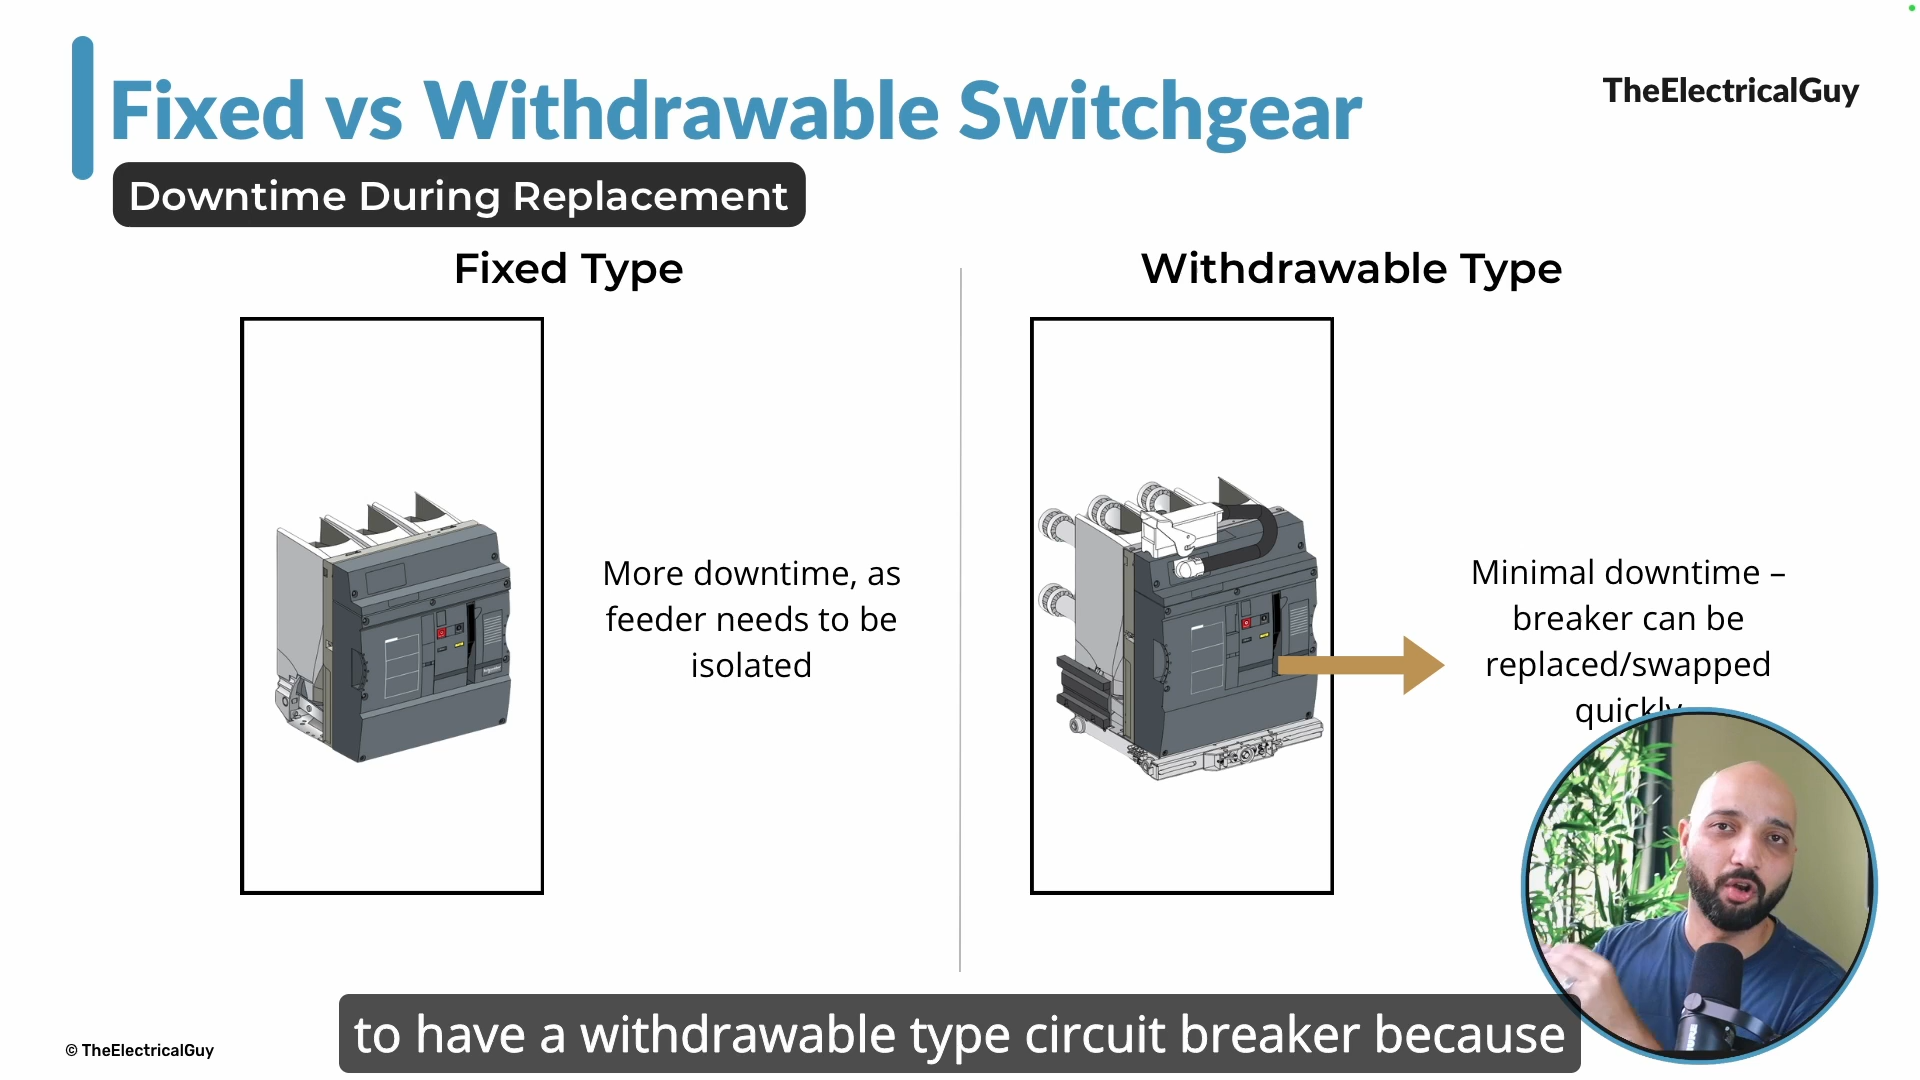 Fixed vs Withdrawable Switchgear
TheElectricalGuy
Downtime During Replacement
Fixed Type
Withdrawable Type
More downtime, as
feeder needs to be
isolated
Minimal downtime –
breaker can be
replaced/swapped
quickly
to have a withdrawable type circuit breaker because
© TheElectricalGuy